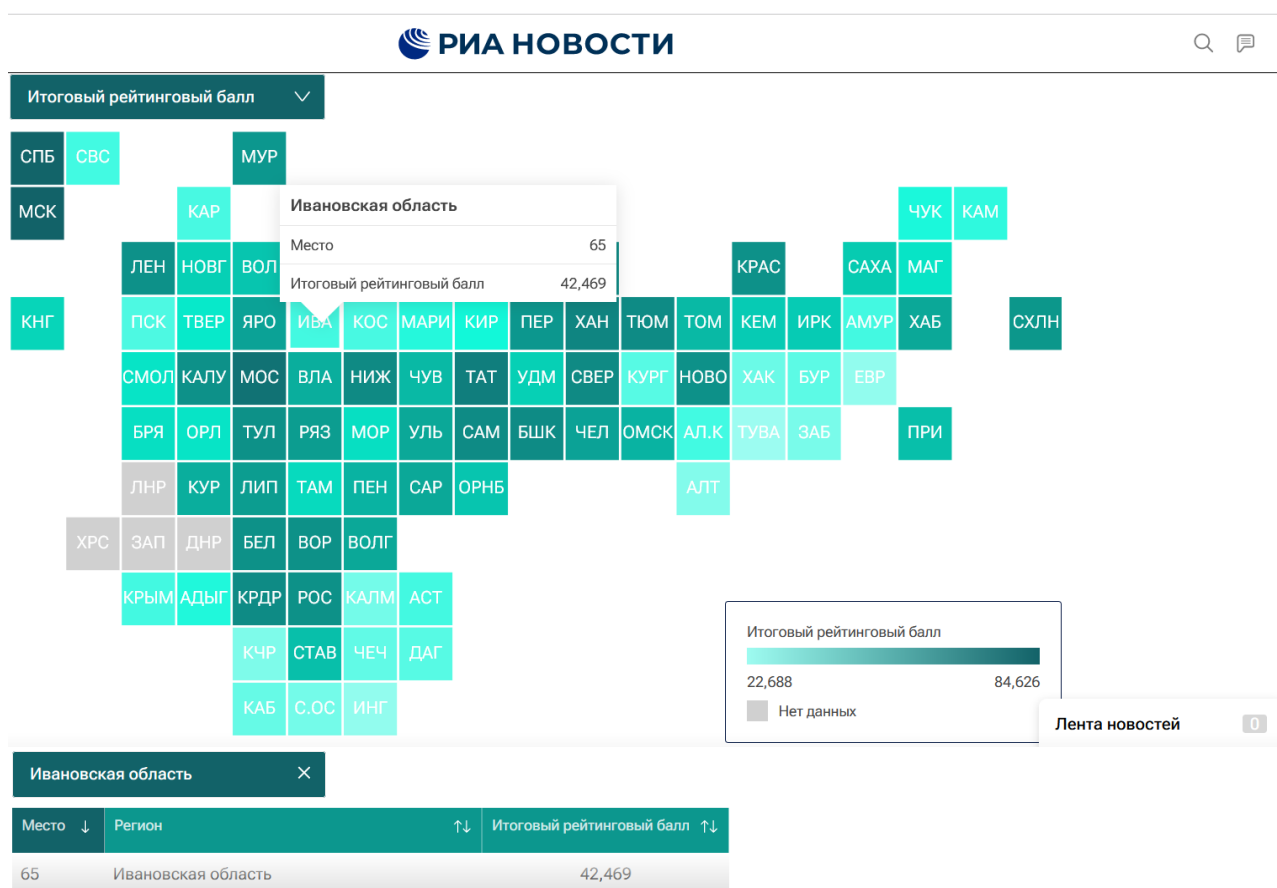 РИА НОВОСТИ
Итоговый рейтинговый балл
СПБ СВС МУР
МСК КАР ЧУК КАМ
Ивановская область
Место 65
Итоговый рейтинговый балл 42,469
ЛЕН НОВГ ВОЛ КРАС САХА МАГ
КНГ ПСК ТВЕР ЯРО ИВА КОС МАРИ КИР ПЕР ХАН ТЮМ ТОМ КЕМ ИРК АМУР ХАБ СХЛН
СМОЛ КАЛУ МОС ВЛА НИЖ ЧУВ ТАТ УДМ СВЕР КУРГ НОВО ХАК БУР ЕВР
БРЯ ОРЛ ТУЛ РЯЗ МОР УЛЬ САМ БШК ЧЕЛ ОМСК АЛ.К ТУВА ЗАБ ПРИ
ЛНР КУР ЛИП ТАМ ПЕН САР ОРНБ АЛТ
ХРС ЗАП ДНР БЕЛ ВОР ВОЛГ
КРЫМ АДЫГ КРДР РОС КАЛМ АСТ
КЧР СТАВ ЧЕЧ ДАГ
КАБ С.ОС ИНГ
Итоговый рейтинговый балл
22,688 84,626
Нет данных
Лента новостей 0
Ивановская область
Место Регион Итоговый рейтинговый балл
65 Ивановская область 42,469